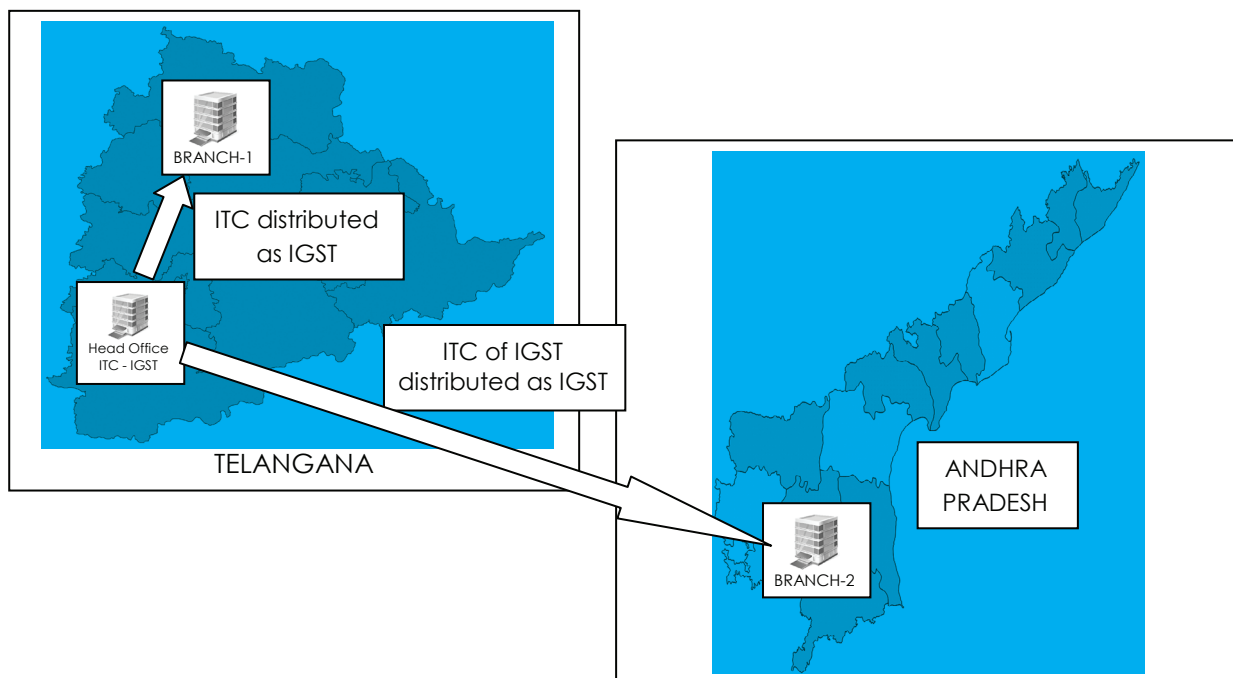 BRANCH-1
ITC distributed
as IGST
Head Office
ITC - IGST
ITC of IGST
distributed as IGST
TELANGANA
ANDHRA
PRADESH
BRANCH-2